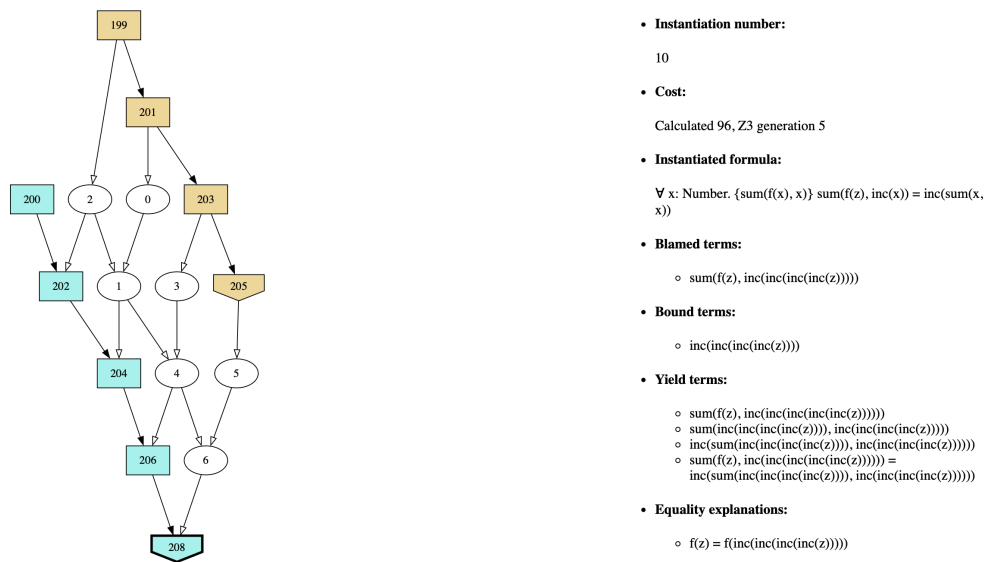 199
201
200
2
0
203
202
1
3
205
204
4
5
206
6
208
Instantiation number:
10
Cost:
Calculated 96, Z3 generation 5
Instantiated formula:
∀ x: Number. {sum(f(x), x)} sum(f(z), inc(x)) = inc(sum(x,
x))
Blamed terms:
sum(f(z), inc(inc(inc(inc(z)))))
Bound terms:
inc(inc(inc(inc(z))))
Yield terms:
sum(f(z), inc(inc(inc(inc(inc(z))))))
sum(inc(inc(inc(inc(z)))), inc(inc(inc(inc(z)))))
inc(sum(inc(inc(inc(inc(z)))), inc(inc(inc(inc(z))))))
sum(f(z), inc(inc(inc(inc(inc(z)))))) =
inc(sum(inc(inc(inc(inc(z)))), inc(inc(inc(inc(z))))))
Equality explanations:
f(z) = f(inc(inc(inc(inc(z)))))